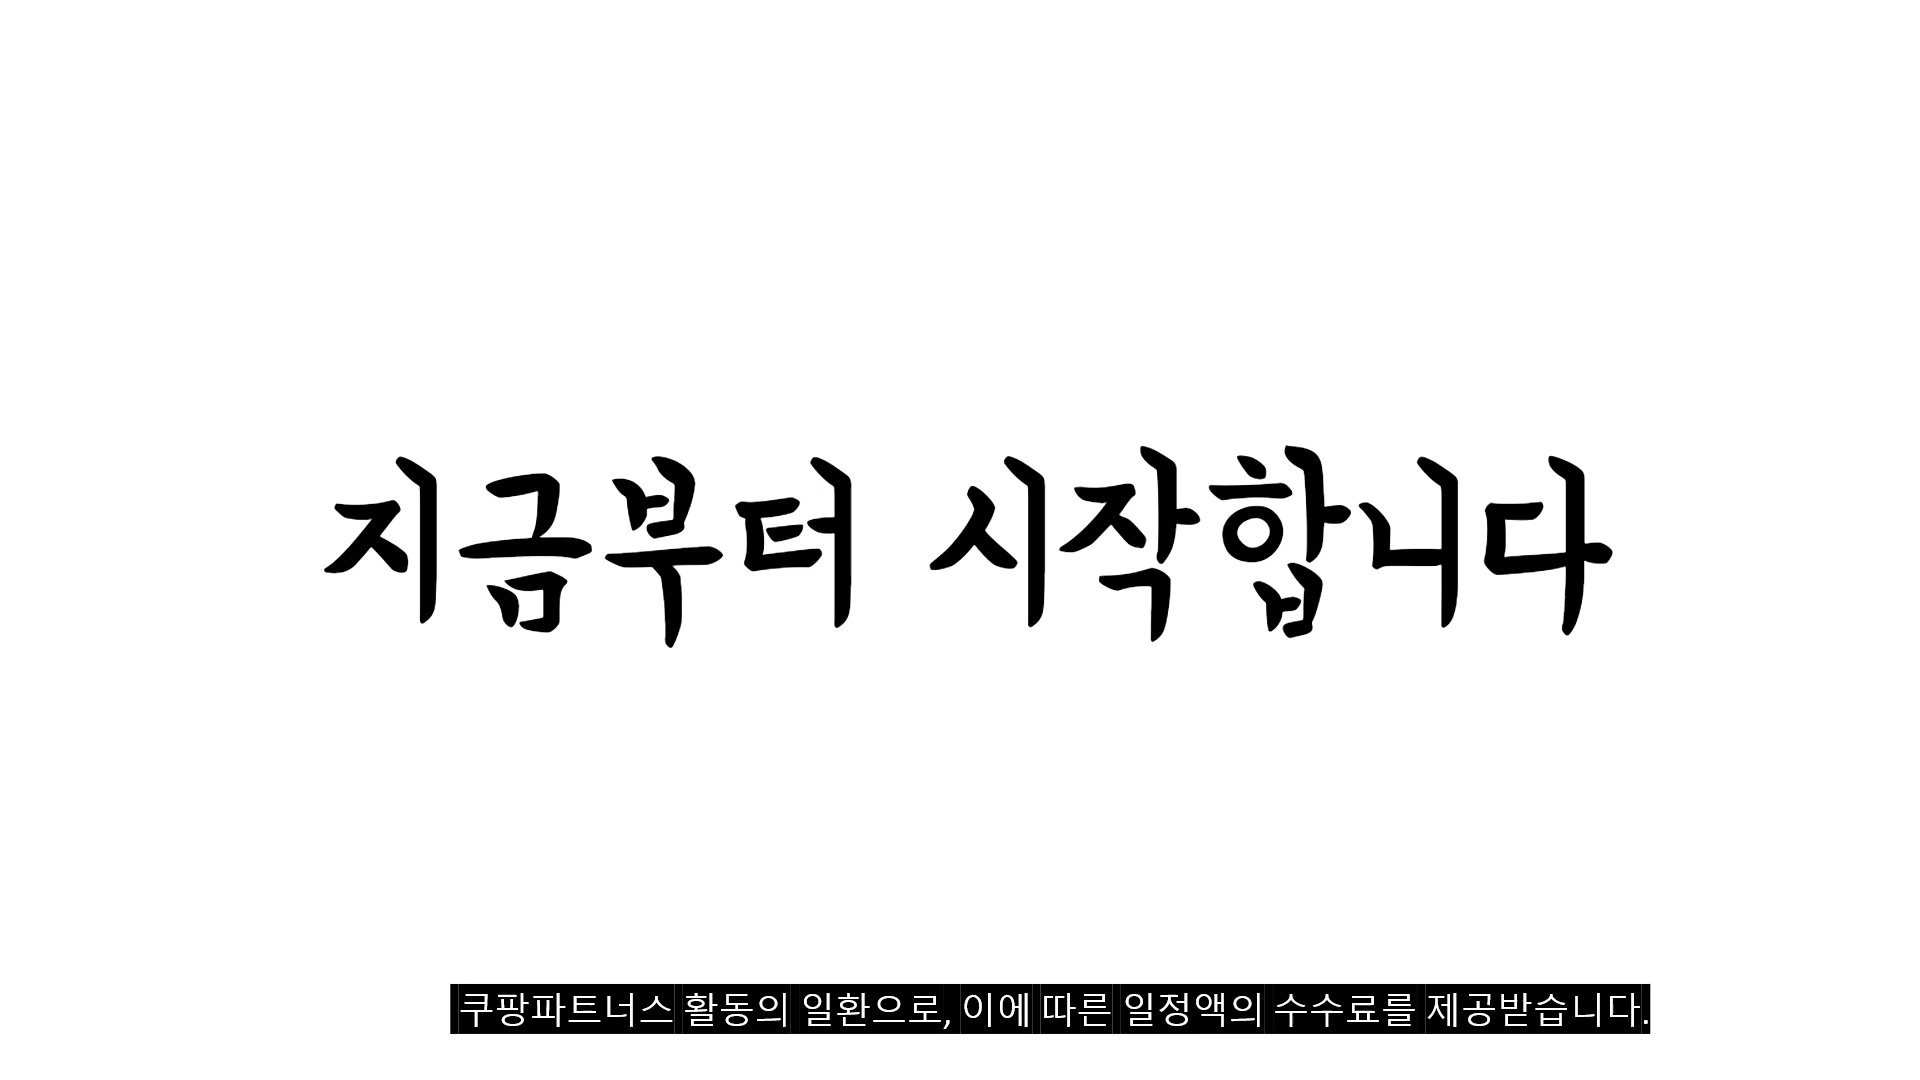 지금부터 시작합니다
쿠팡파트너스 활동의 일환으로, 이에 따른 일정액의 수수료를 제공받습니다.